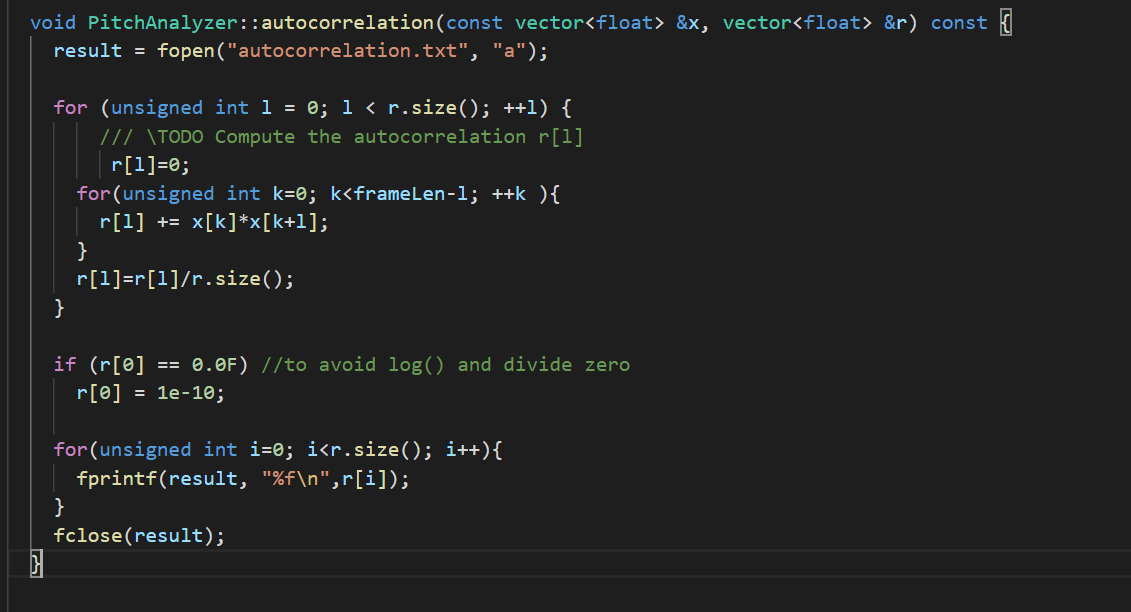 void PitchAnalyzer::autocorrelation(const vector<float> &x, vector<float> &r) const {
result = fopen("autocorrelation.txt", "a");
for (unsigned int l = 0; l < r.size(); ++l) {
/// \TODO Compute the autocorrelation r[l]
r[l]=0;
for(unsigned int k=0; k<frameLen-l; ++k ){
r[l] += x[k]*x[k+l];
}
r[l]=r[l]/r.size();
}
if (r[0] == 0.0F) //to avoid log() and divide zero
r[0] = 1e-10;
for(unsigned int i=0; i<r.size(); i++){
fprintf(result, "%f\n",r[i]);
}
fclose(result);
}